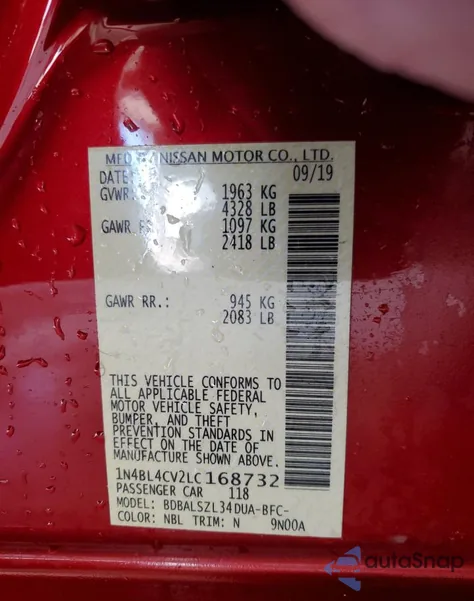 MFD NISSAN MOTOR CO., LTD.
DATE 09/19
GVWR: 1963 KG
4328 LB
GAWR F 1097 KG
2418 LB
GAWR RR.: 945 KG
2083 LB
THIS VEHICLE CONFORMS TO
ALL APPLICABLE FEDERAL
MOTOR VEHICLE SAFETY,
BUMPER, AND THEFT
PREVENTION STANDARDS IN
EFFECT ON THE DATE OF
MANUFACTURE SHOWN ABOVE.
1N4BL4CV2LC168732
PASSENGER CAR 118
MODEL: BDBALSZL34DUA-BFC-
COLOR: NBL TRIM: N 9N00A
autoSnap